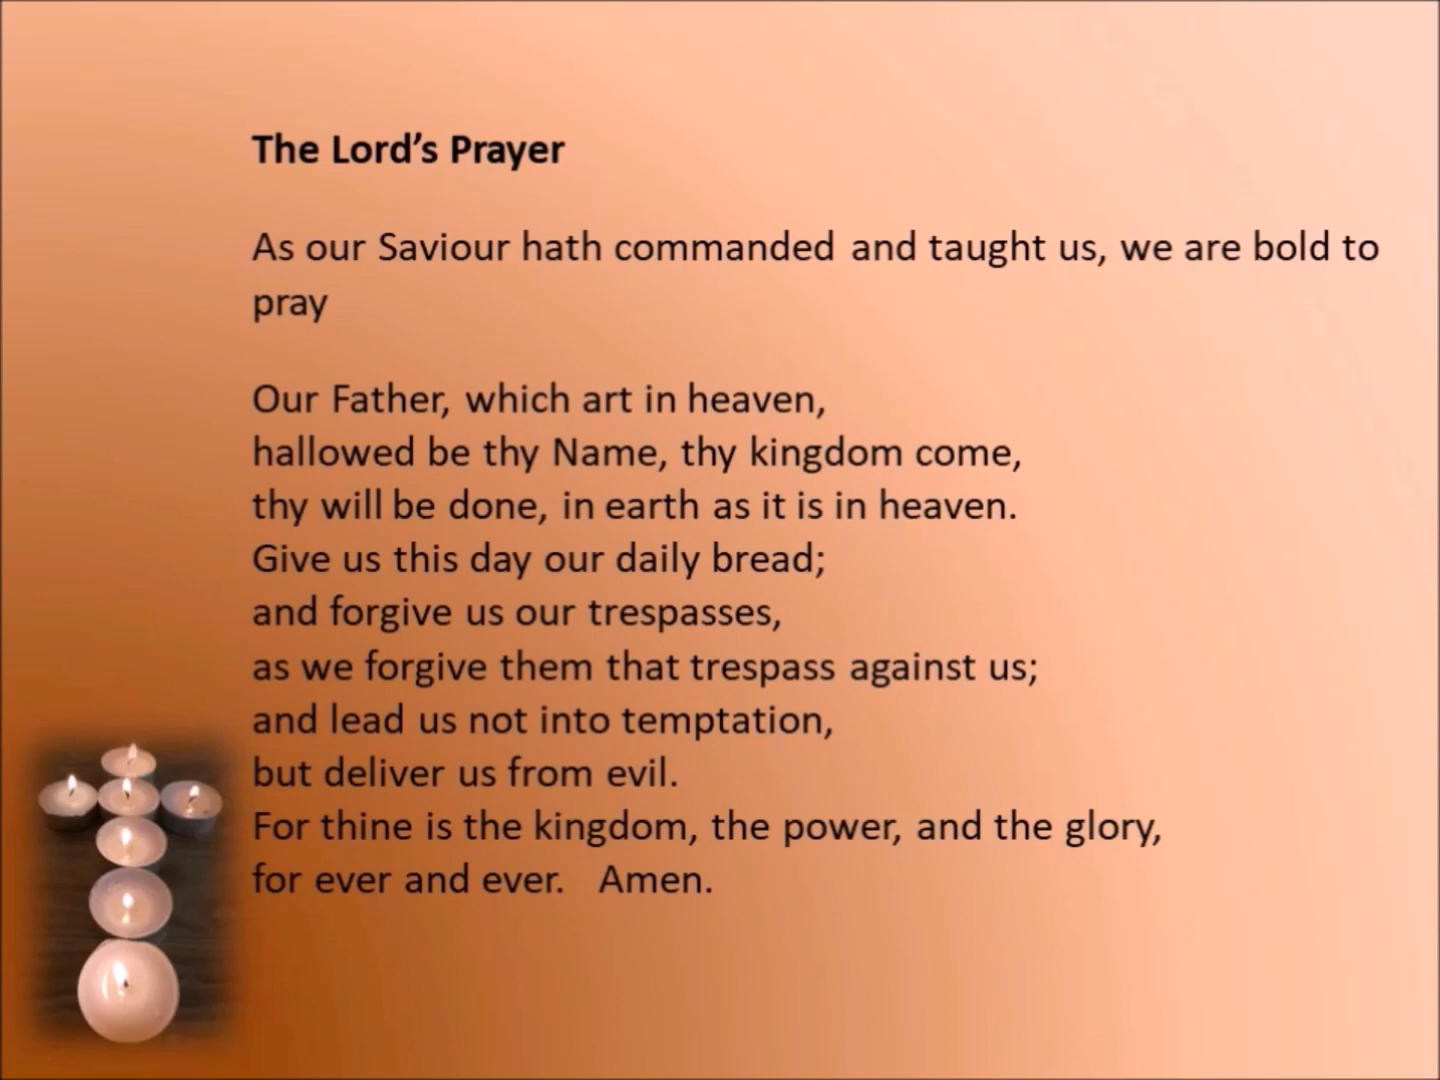 The Lord’s Prayer
As our Saviour hath commanded and taught us, we are bold to
pray
Our Father, which art in heaven,
hallowed be thy Name, thy kingdom come,
thy will be done, in earth as it is in heaven.
Give us this day our daily bread;
and forgive us our trespasses,
as we forgive them that trespass against us;
and lead us not into temptation,
but deliver us from evil.
For thine is the kingdom, the power, and the glory,
for ever and ever.   Amen.